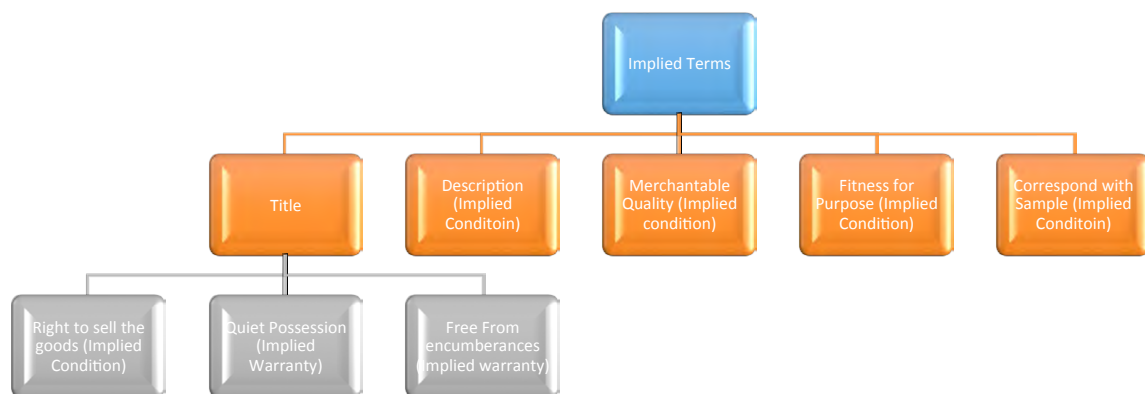 Implied Terms
Title
Description
(Implied
Conditoin)
Merchantable
Quality (Implied
condition)
Fitness for
Purpose (Implied
Condition)
Correspond with
Sample (Implied
Conditoin)
Right to sell the
goods (Implied
Condition)
Quiet Possession
(Implied
Warranty)
Free From
encumberances
(Implied warranty)